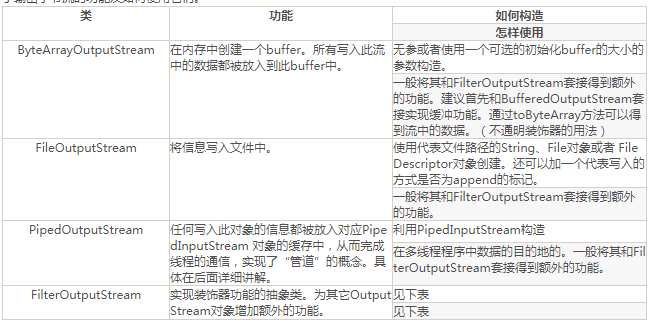 类
功能
如何构造
怎样使用
ByteArrayOutputStream
在内存中创建一个buffer。所有写入此流
中的数据都被放入到此buffer中。
无参或者使用一个可选的初始化buffer的大小的
参数构造。
一般将其和FilterOutputStream套接得到额外
的功能。建议首先和BufferedOutputStream套
接实现缓冲功能。通过toByteArray方法可以得
到流中的数据。（不通明装饰器的用法）
FileOutputStream
将信息写入文件中。
使用代表文件路径的String、File对象或者 File
Descriptor对象创建。还可以加一个代表写入的
方式是否为append的标记。
一般将其和FilterOutputStream套接得到额外
的功能。
PipedOutputStream
任何写入此对象的信息都被放入对应Pipe
dInputStream 对象的缓存中，从而完成
线程的通信，实现了“管道”的概念。具
体在后面详细讲解。
利用PipedInputStream构造
在多线程程序中数据的目的地的。一般将其和Fil
terOutputStream套接得到额外的功能。
FilterOutputStream
实现装饰器功能的抽象类。为其它Output
Stream对象增加额外的功能。
见下表
见下表